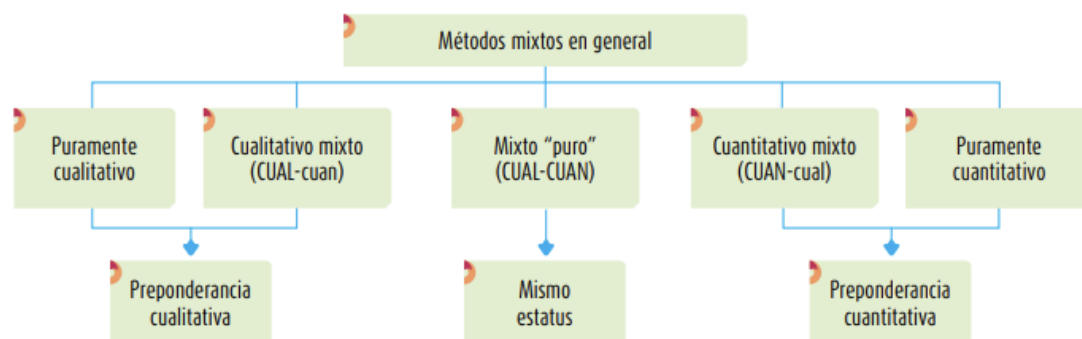 Métodos mixtos en general
Puramente
cualitativo
Cualitativo mixto
(CUAL-cuan)
Mixto “puro”
(CUAL-CUAN)
Cuantitativo mixto
(CUAN-cual)
Puramente
cuantitativo
Preponderancia
cualitativa
Mismo
estatus
Preponderancia
cuantitativa